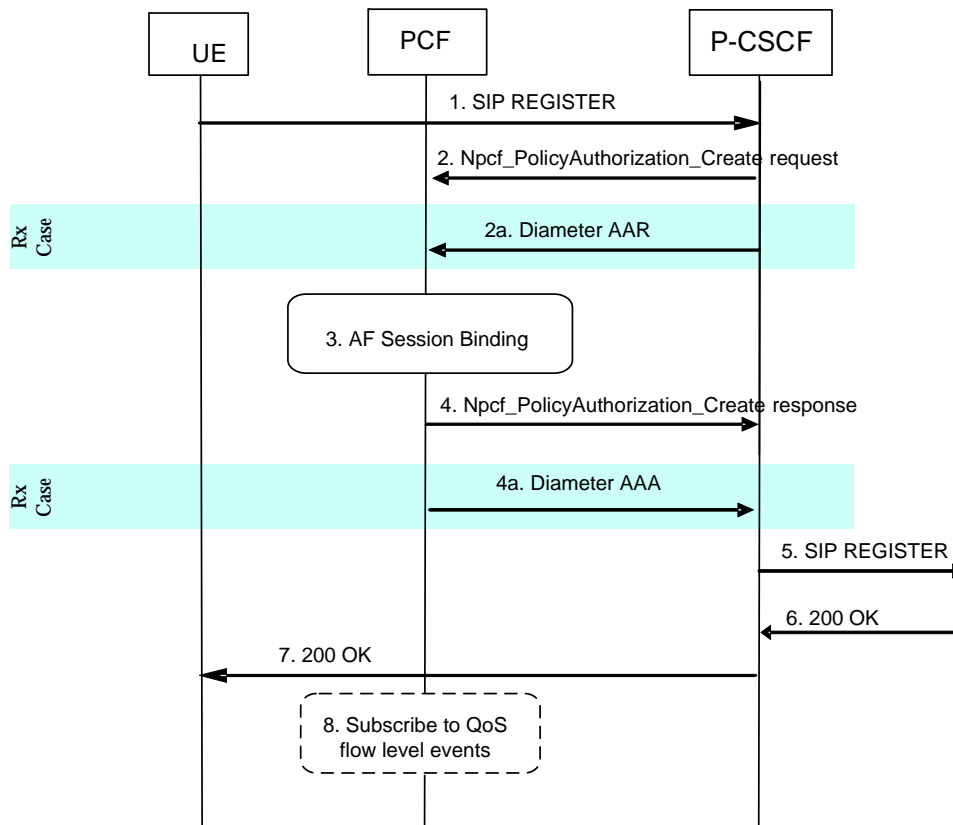 UE
PCF
P-CSCF
1. SIP REGISTER
2. Npcf_PolicyAuthorization_Create request
Rx
Case
2a. Diameter AAR
3. AF Session Binding
4. Npcf_PolicyAuthorization_Create response
Rx
Case
4a. Diameter AAA
5. SIP REGISTER
6. 200 OK
7. 200 OK
8. Subscribe to QoS
flow level events